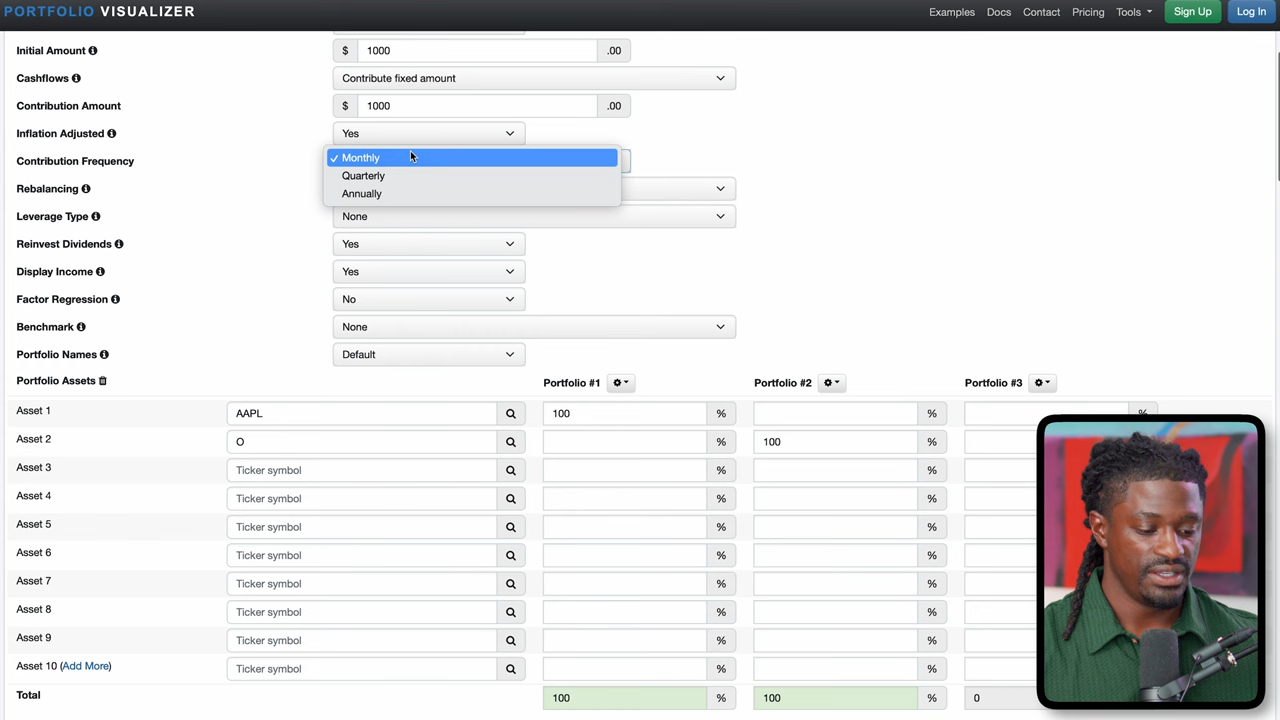 PORTFOLIO VISUALIZER Examples Docs Contact Pricing Tools Sign Up Log In
Initial Amount $ 1000 .00
Cashflows Contribute fixed amount
Contribution Amount $ 1000 .00
Inflation Adjusted Yes
Contribution Frequency ✓ Monthly
Quarterly
Rebalancing Annually
Leverage Type None
Reinvest Dividends Yes
Display Income Yes
Factor Regression No
Benchmark None
Portfolio Names Default
Portfolio Assets Portfolio #1 Portfolio #2 Portfolio #3
Asset 1 AAPL 100 % % %
Asset 2 O % 100 %
Asset 3 Ticker symbol % %
Asset 4 Ticker symbol % %
Asset 5 Ticker symbol % %
Asset 6 Ticker symbol % %
Asset 7 Ticker symbol % %
Asset 8 Ticker symbol % %
Asset 9 Ticker symbol % %
Asset 10 (Add More) Ticker symbol % %
Total 100 % 100 % 0